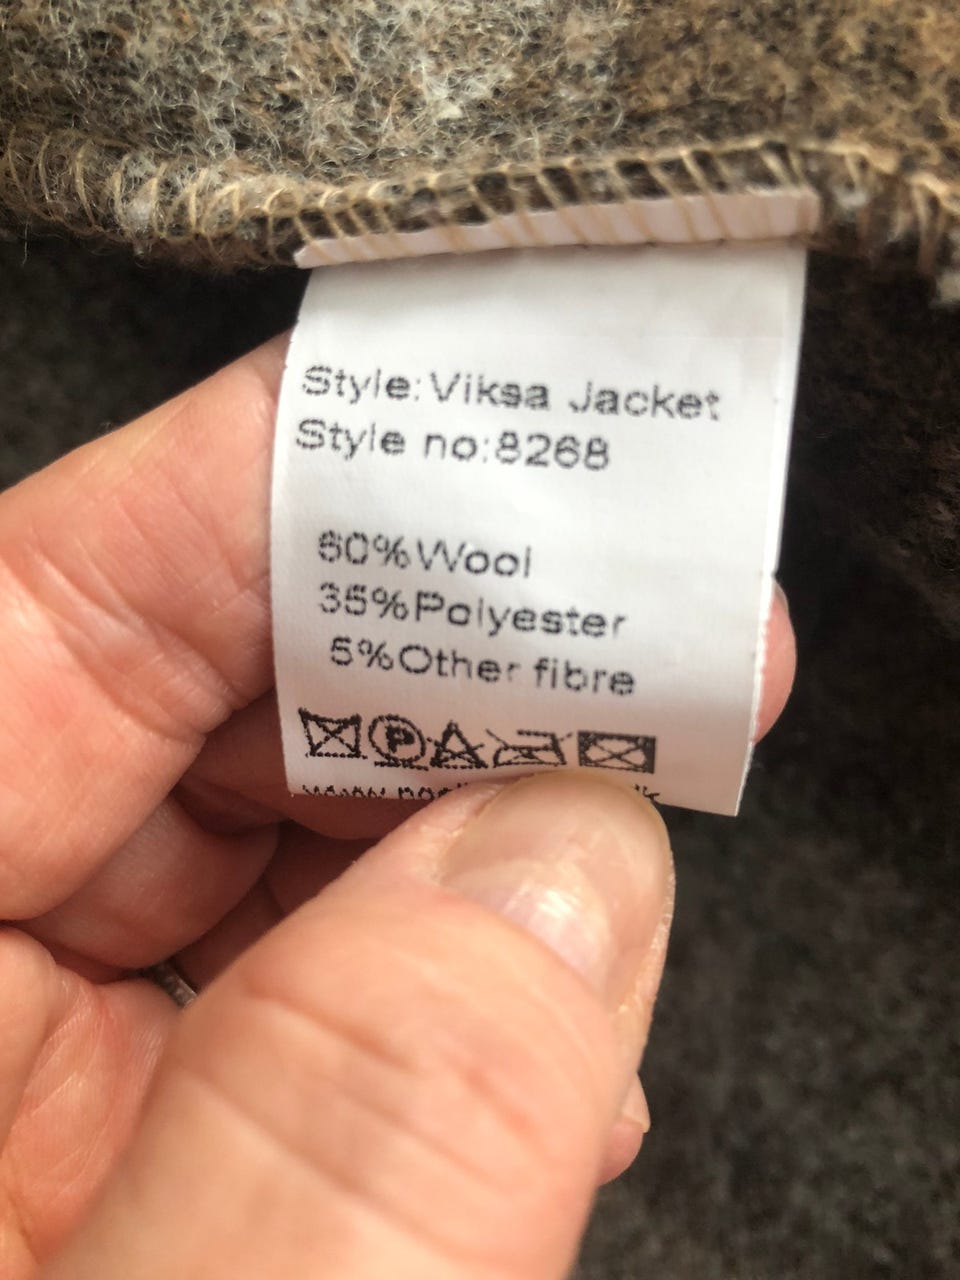 Style: Viksa Jacket
Style no:8268
60%Wool
35%Polyester
5%Other fibre
P